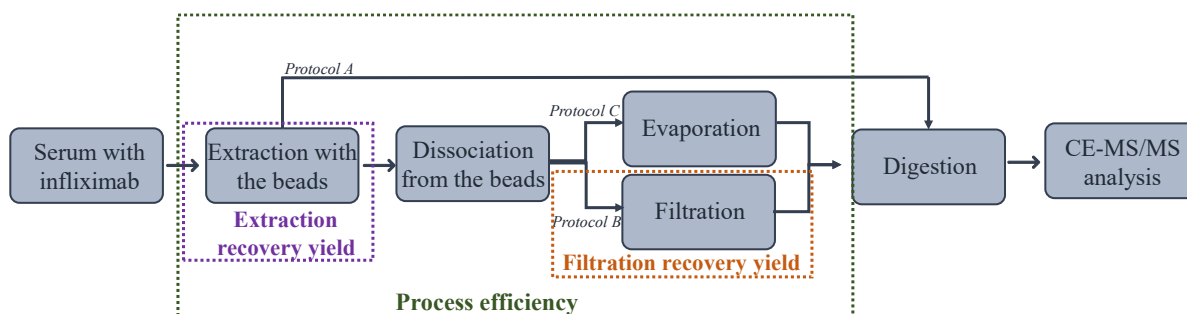 Protocol A
Protocol C
Serum with
infliximab
Extraction with
the beads
Dissociation
from the beads
Evaporation
Filtration
Digestion
CE-MS/MS
analysis
Protocol B
Extraction
recovery yield
Filtration recovery yield
Process efficiency